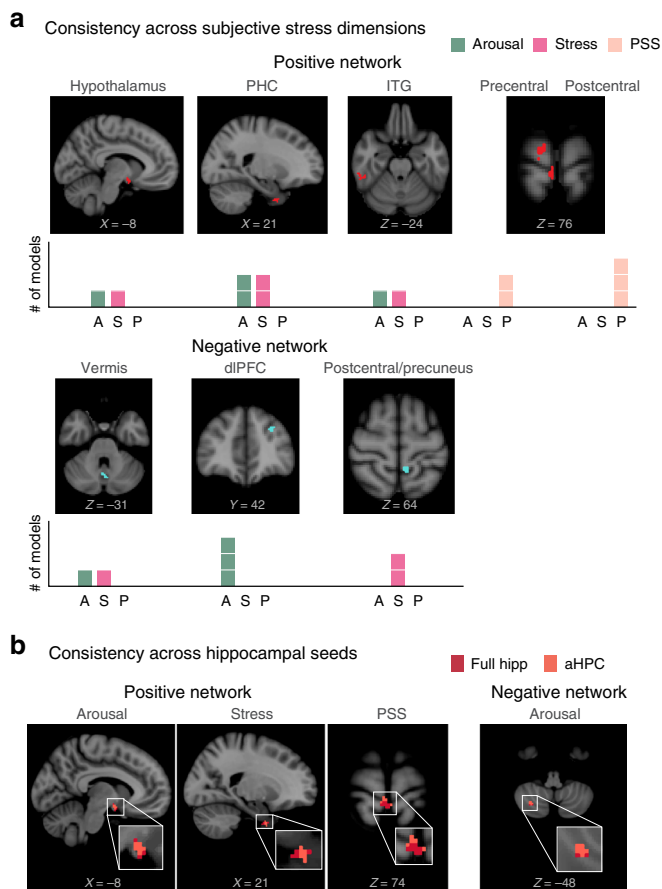 a Consistency across subjective stress dimensions
Arousal Stress PSS
Positive network
Hypothalamus PHC ITG Precentral Postcentral
X = –8 X = 21 Z = –24 Z = 76
# of models
A S P A S P A S P A S P A S P
Negative network
Vermis dlPFC Postcentral/precuneus
Z = –31 Y = 42 Z = 64
# of models
A S P A S P A S P
b Consistency across hippocampal seeds
Full hipp aHPC
Positive network Negative network
Arousal Stress PSS Arousal
X = –8 X = 21 Z = 74 Z = –48